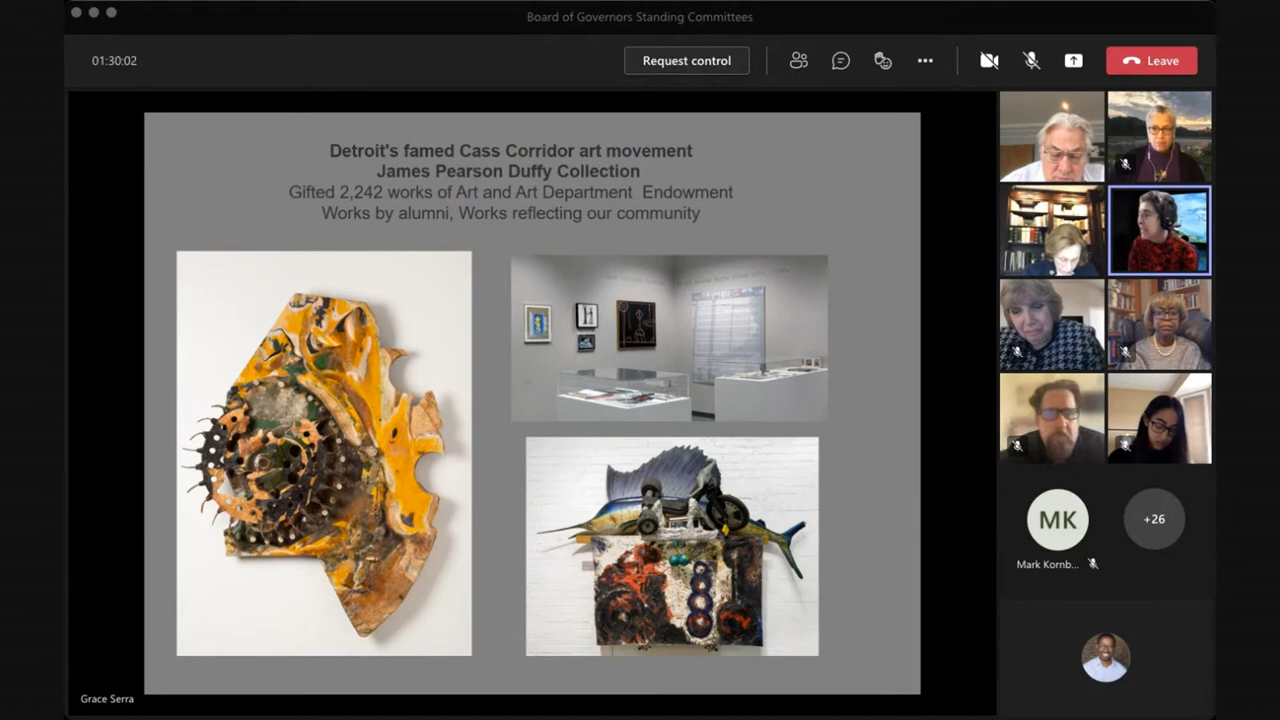 Board of Governors Standing Committees
01:30:02
Request control
Leave
Detroit's famed Cass Corridor art movement
James Pearson Duffy Collection
Gifted 2,242 works of Art and Art Department Endowment
Works by alumni, Works reflecting our community
MK
+26
Mark Kornb...
Grace Serra